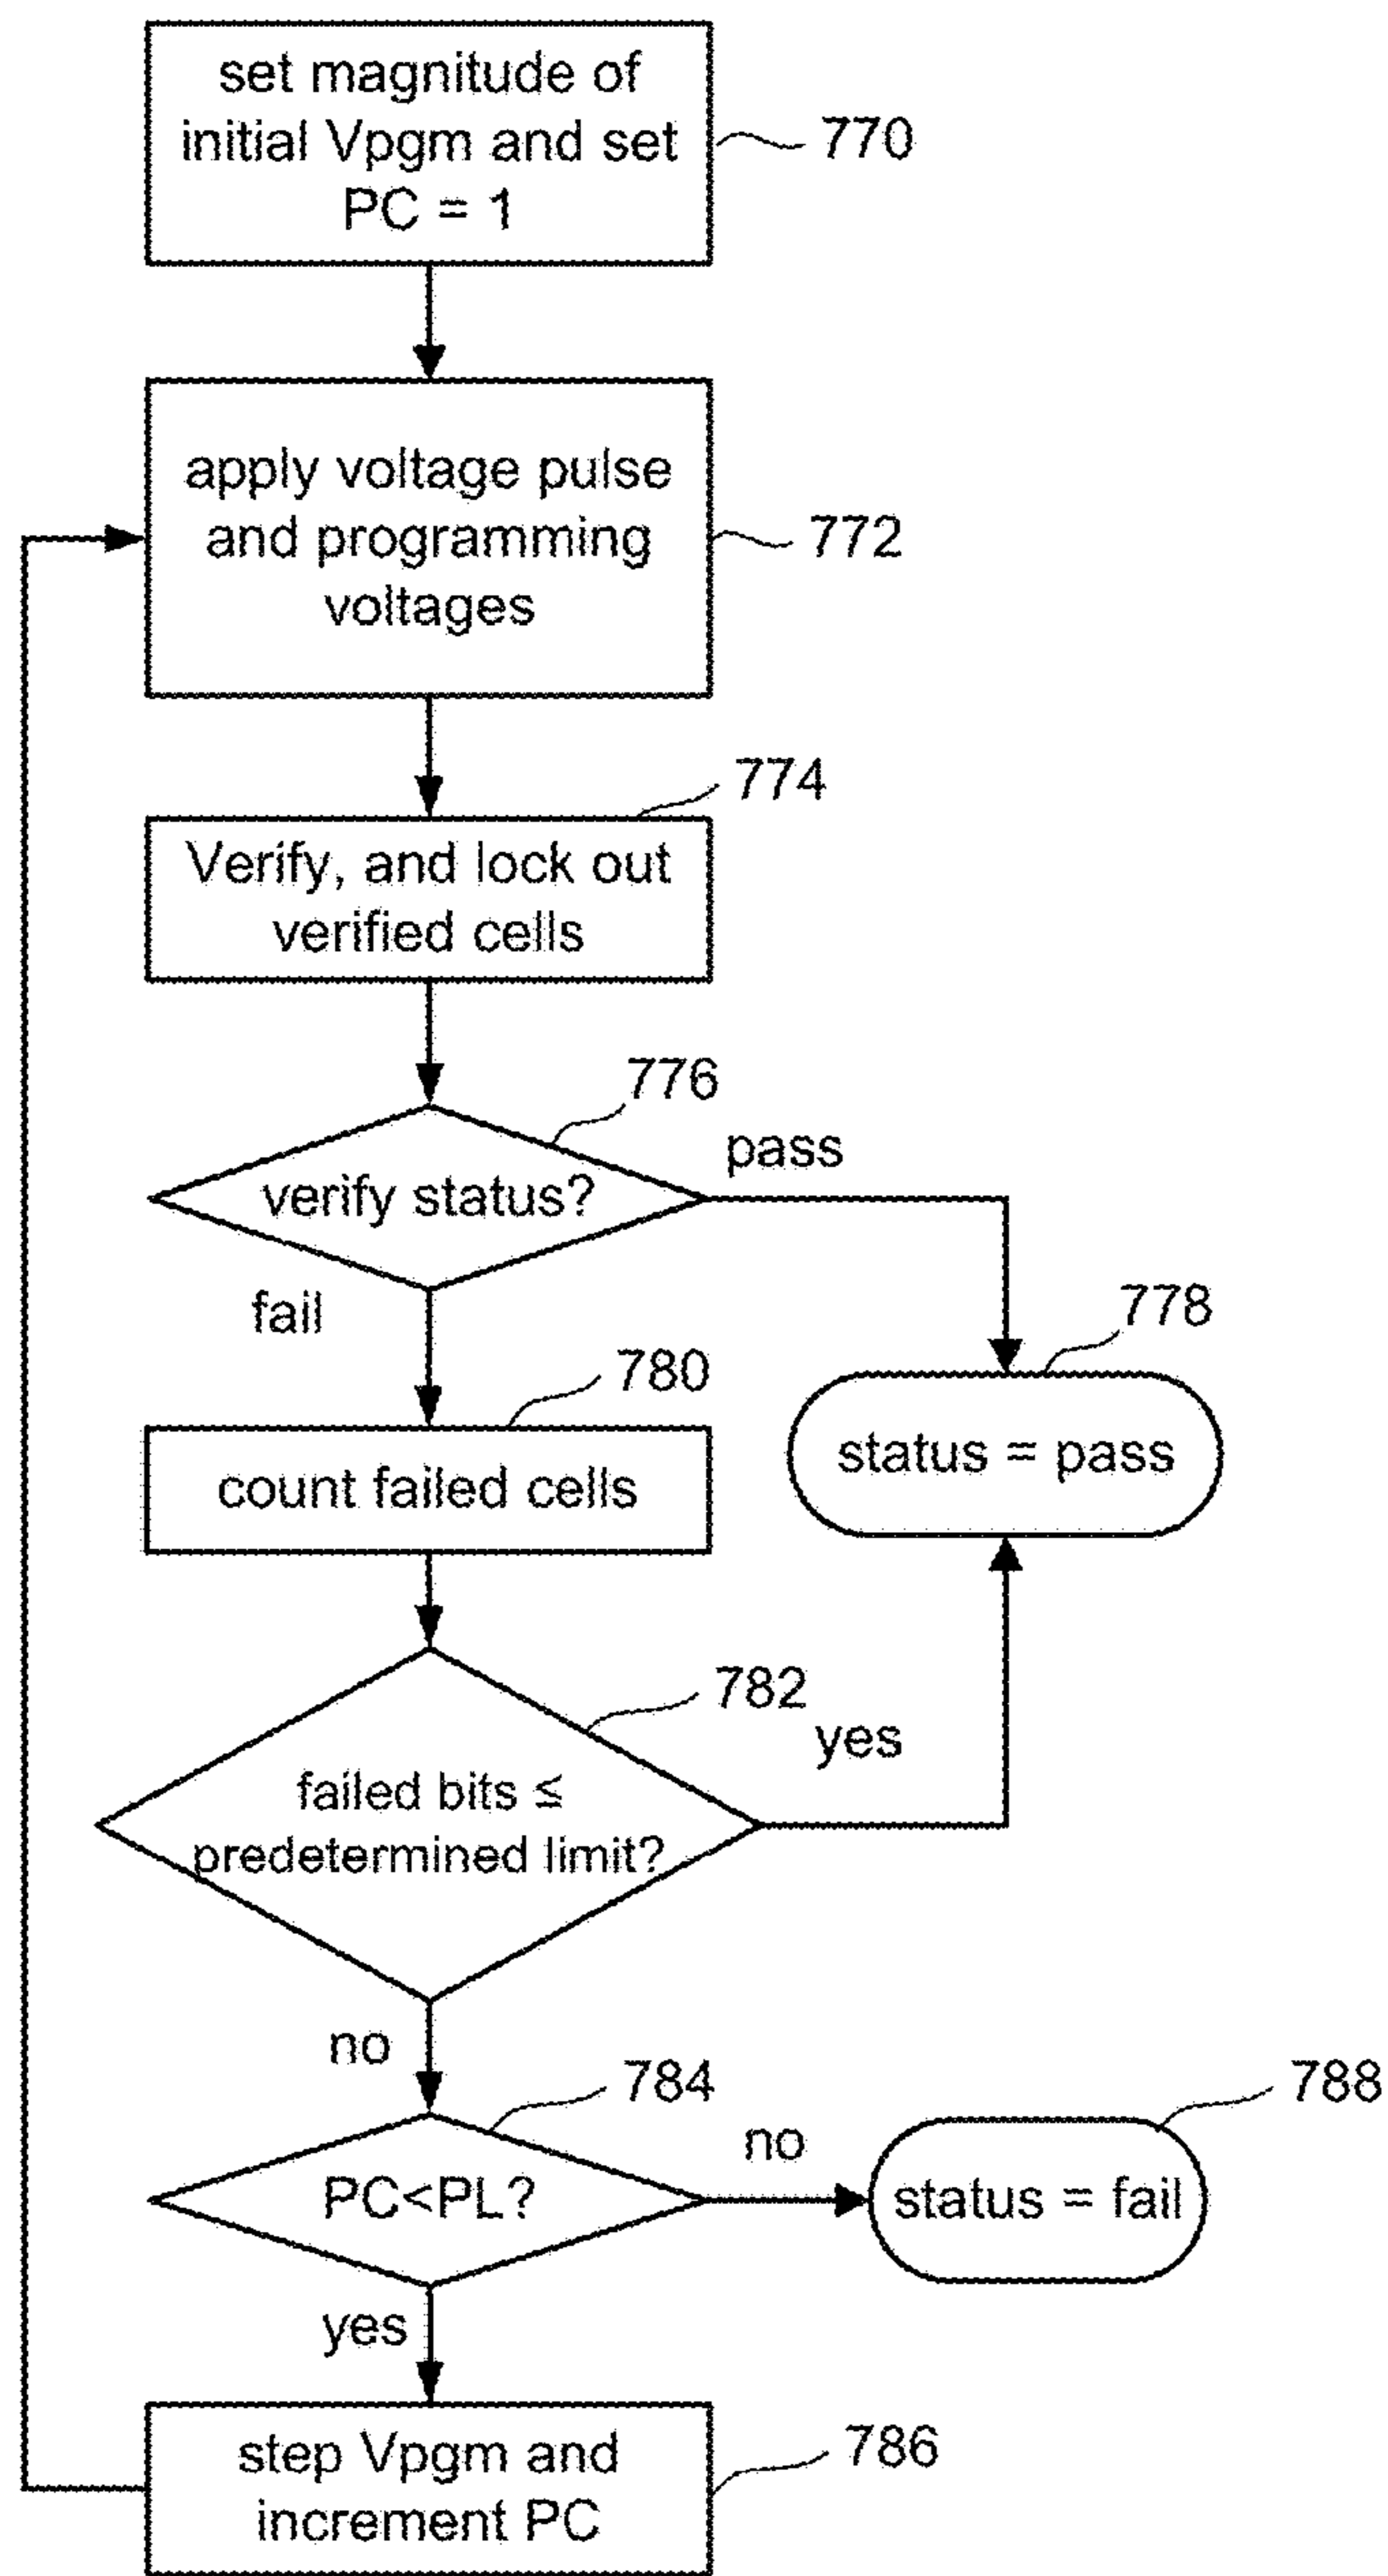 set magnitude of
initial Vpgm and set
PC = 1
770
apply voltage pulse
and programming
voltages
772
774
Verify, and lock out
verified cells
776
pass
verify status?
fail
778
780
status = pass
count failed cells
782
yes
failed bits ≤
predetermined limit?
no
784
788
no
PC<PL?
status = fail
yes
step Vpgm and
increment PC
786